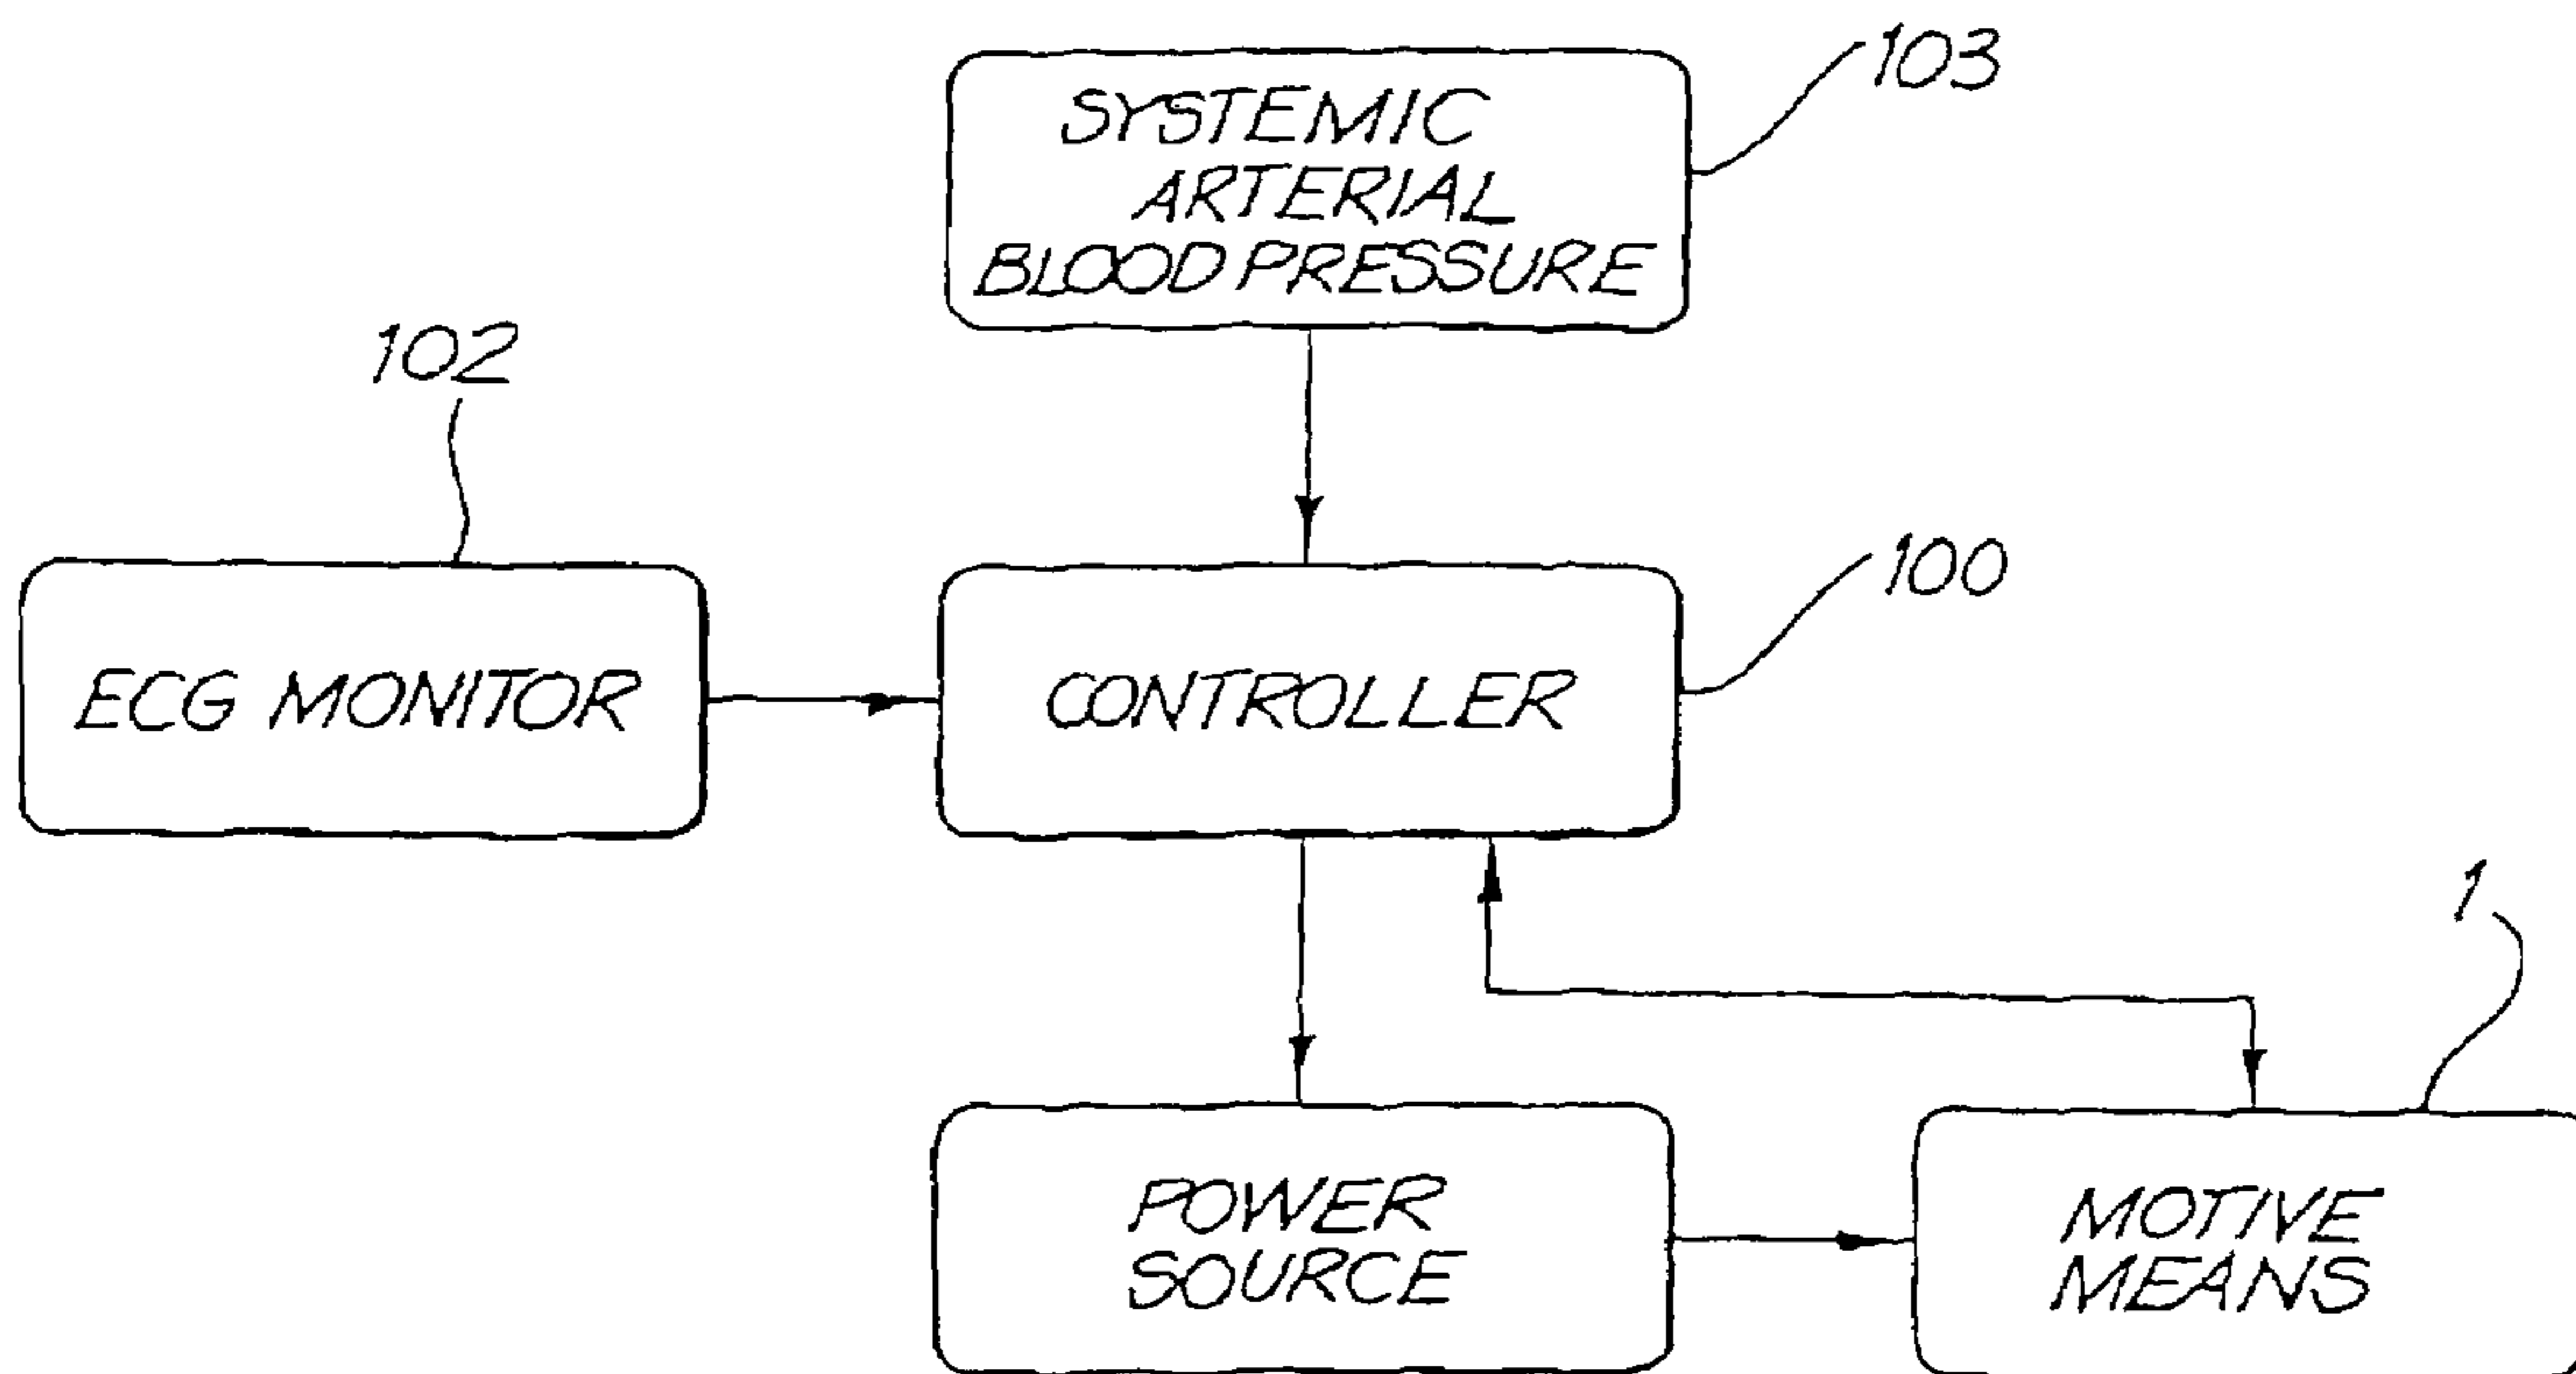 103
SYSTEMIC
ARTERIAL
BLOOD PRESSURE
102
100
ECG MONITOR
CONTROLLER
1
POWER
SOURCE
MOTIVE
MEANS